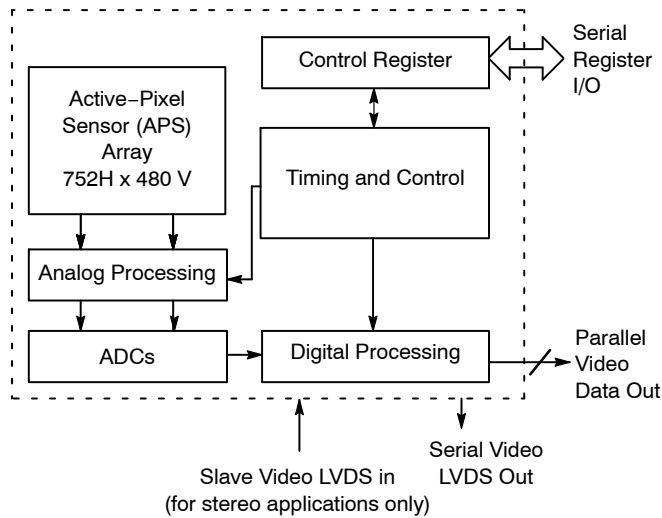 Control Register
Serial
Register
I/O
Active−Pixel
Sensor (APS)
Array
752H x 480 V
Timing and Control
Analog Processing
ADCs
Digital Processing
Parallel
Video
Data Out
Slave Video LVDS in
(for stereo applications only)
Serial Video
LVDS Out